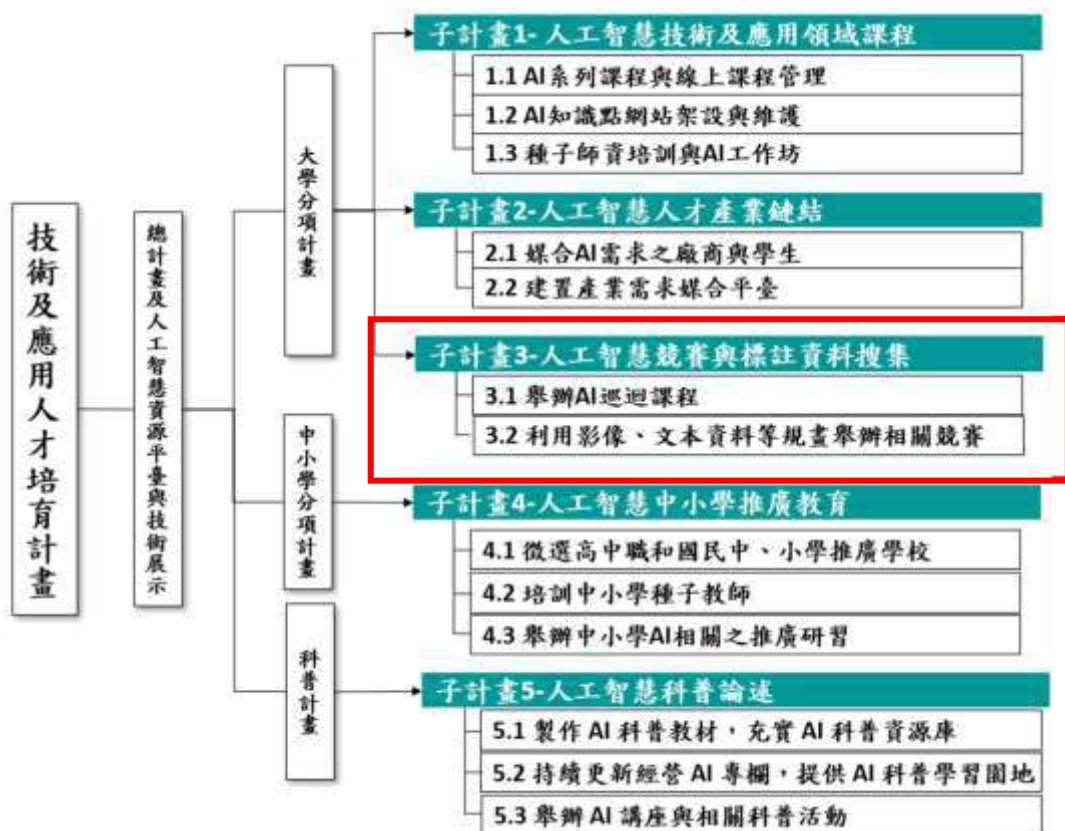 技術及應用人才培育計畫
總計畫及人工智慧資源平臺與技術展示
大學分項計畫
子計畫1- 人工智慧技術及應用領域課程
1.1 AI系列課程與線上課程管理
1.2 AI知識點網站架設與維護
1.3 種子師資培訓與AI工作坊
子計畫2-人工智慧人才產業鏈結
2.1 媒合AI需求之廠商與學生
2.2 建置產業需求媒合平臺
子計畫3-人工智慧競賽與標註資料搜集
3.1 舉辦AI巡迴課程
3.2 利用影像、文本資料等規畫舉辦相關競賽
中小學分項計畫
子計畫4-人工智慧中小學推廣教育
4.1 徵選高中職和國民中、小學推廣學校
4.2 培訓中小學種子教師
4.3 舉辦中小學AI相關之推廣研習
科普計畫
子計畫5-人工智慧科普論述
5.1 製作 AI 科普教材，充實 AI 科普資源庫
5.2 持續更新經營 AI 專欄，提供 AI 科普學習園地
5.3 舉辦 AI 講座與相關科普活動